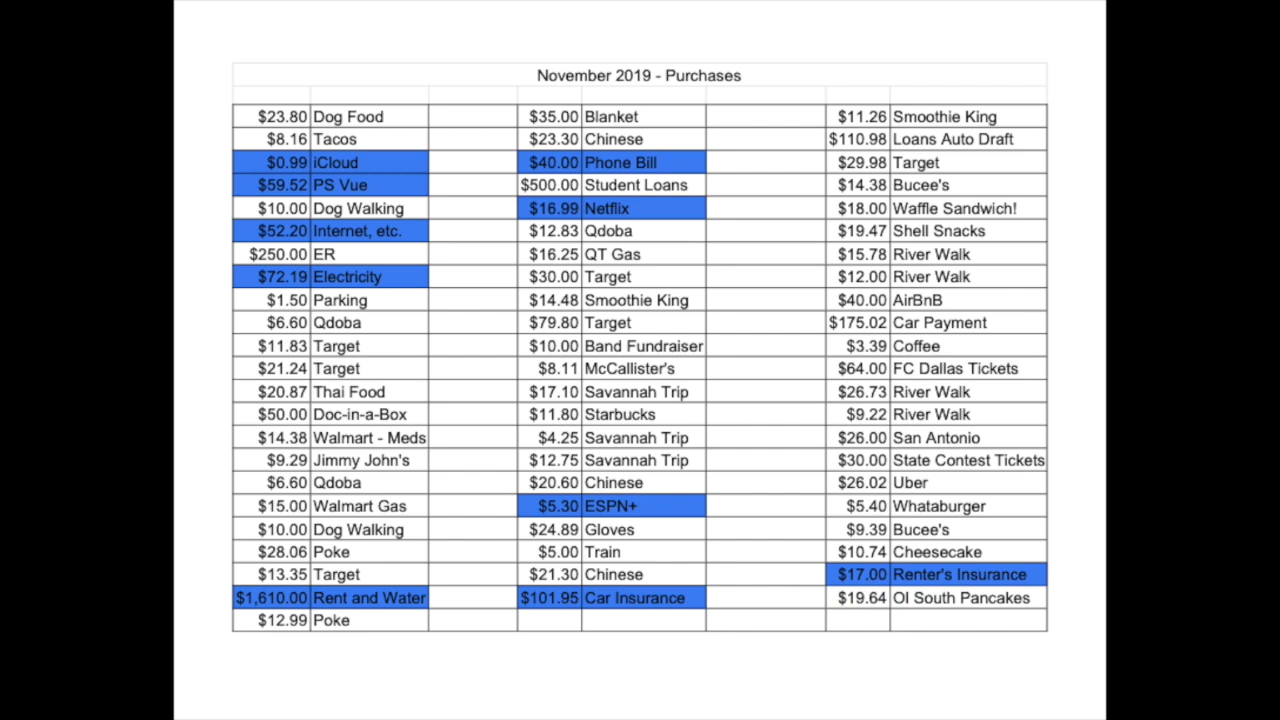 November 2019 - Purchases
$23.80 Dog Food $35.00 Blanket $11.26 Smoothie King
$8.16 Tacos $23.30 Chinese $110.98 Loans Auto Draft
$0.99 iCloud $40.00 Phone Bill $29.98 Target
$59.52 PS Vue $500.00 Student Loans $14.38 Bucee's
$10.00 Dog Walking $16.99 Netflix $18.00 Waffle Sandwich!
$52.20 Internet, etc. $12.83 Qdoba $19.47 Shell Snacks
$250.00 ER $16.25 QT Gas $15.78 River Walk
$72.19 Electricity $30.00 Target $12.00 River Walk
$1.50 Parking $14.48 Smoothie King $40.00 AirBnB
$6.60 Qdoba $79.80 Target $175.02 Car Payment
$11.83 Target $10.00 Band Fundraiser $3.39 Coffee
$21.24 Target $8.11 McCallister's $64.00 FC Dallas Tickets
$20.87 Thai Food $17.10 Savannah Trip $26.73 River Walk
$50.00 Doc-in-a-Box $11.80 Starbucks $9.22 River Walk
$14.38 Walmart - Meds $4.25 Savannah Trip $26.00 San Antonio
$9.29 Jimmy John's $12.75 Savannah Trip $30.00 State Contest Tickets
$6.60 Qdoba $20.60 Chinese $26.02 Uber
$15.00 Walmart Gas $5.30 ESPN+ $5.40 Whataburger
$10.00 Dog Walking $24.89 Gloves $9.39 Bucee's
$28.06 Poke $5.00 Train $10.74 Cheesecake
$13.35 Target $21.30 Chinese $17.00 Renter's Insurance
$1,610.00 Rent and Water $101.95 Car Insurance $19.64 Ol South Pancakes
$12.99 Poke